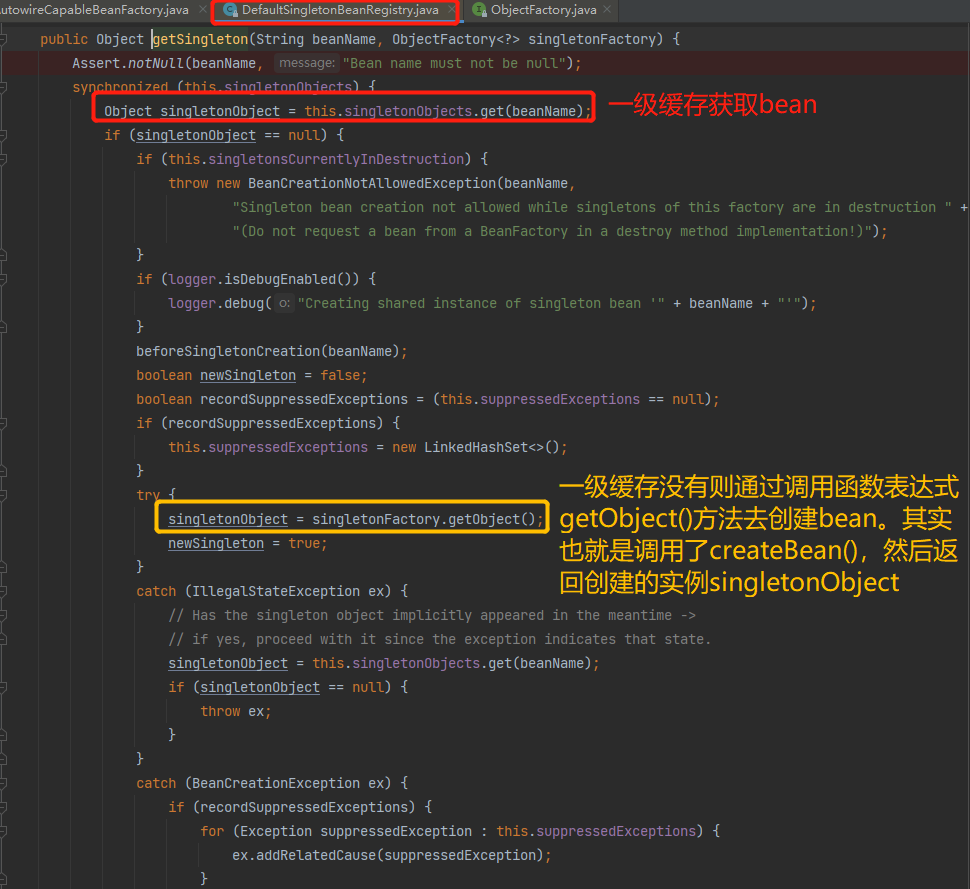 utowireCapableBeanFactory.java × DefaultSingletonBeanRegistry.java × ObjectFactory.java ×
public Object getSingleton(String beanName, ObjectFactory<?> singletonFactory) {
Assert.notNull(beanName, message: "Bean name must not be null");
synchronized (this.singletonObjects) {
Object singletonObject = this.singletonObjects.get(beanName);
一级缓存获取bean
if (singletonObject == null) {
if (this.singletonsCurrentlyInDestruction) {
throw new BeanCreationNotAllowedException(beanName,
"Singleton bean creation not allowed while singletons of this factory are in destruction " +
"(Do not request a bean from a BeanFactory in a destroy method implementation!)");
}
if (logger.isDebugEnabled()) {
logger.debug( o: "Creating shared instance of singleton bean '" + beanName + "'");
}
beforeSingletonCreation(beanName);
boolean newSingleton = false;
boolean recordSuppressedExceptions = (this.suppressedExceptions == null);
if (recordSuppressedExceptions) {
this.suppressedExceptions = new LinkedHashSet<>();
}
try {
singletonObject = singletonFactory.getObject();
newSingleton = true;
}
一级缓存没有则通过调用函数表达式
getObject()方法去创建bean。其实
也就是调用了createBean()，然后返
回创建的实例singletonObject
catch (IllegalStateException ex) {
// Has the singleton object implicitly appeared in the meantime ->
// if yes, proceed with it since the exception indicates that state.
singletonObject = this.singletonObjects.get(beanName);
if (singletonObject == null) {
throw ex;
}
}
catch (BeanCreationException ex) {
if (recordSuppressedExceptions) {
for (Exception suppressedException : this.suppressedExceptions) {
ex.addRelatedCause(suppressedException);
}